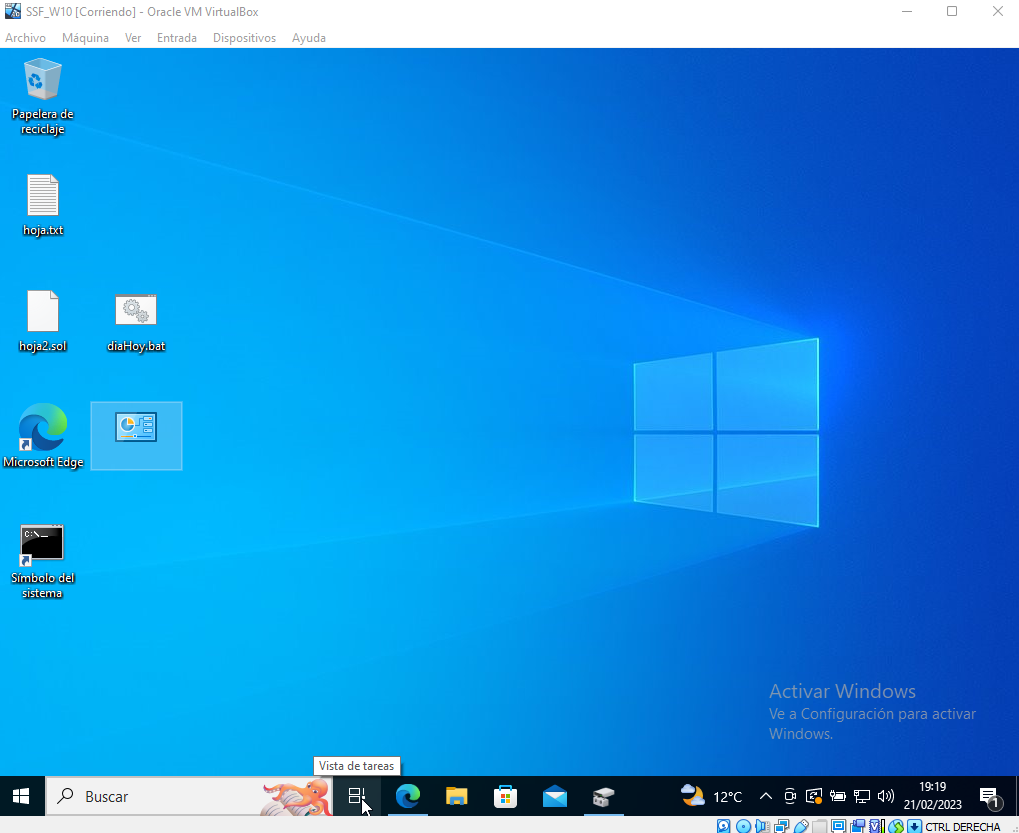 SSF_W10 [Corriendo] - Oracle VM VirtualBox
Archivo Máquina Ver Entrada Dispositivos Ayuda
Papelera de
reciclaje
hoja.txt
hoja2.sol
diaHoy.bat
Microsoft Edge
C:\._
Símbolo del
sistema
Activar Windows
Ve a Configuración para activar
Windows.
Vista de tareas
Buscar
12°C
19:19
21/02/2023
1
CTRL DERECHA